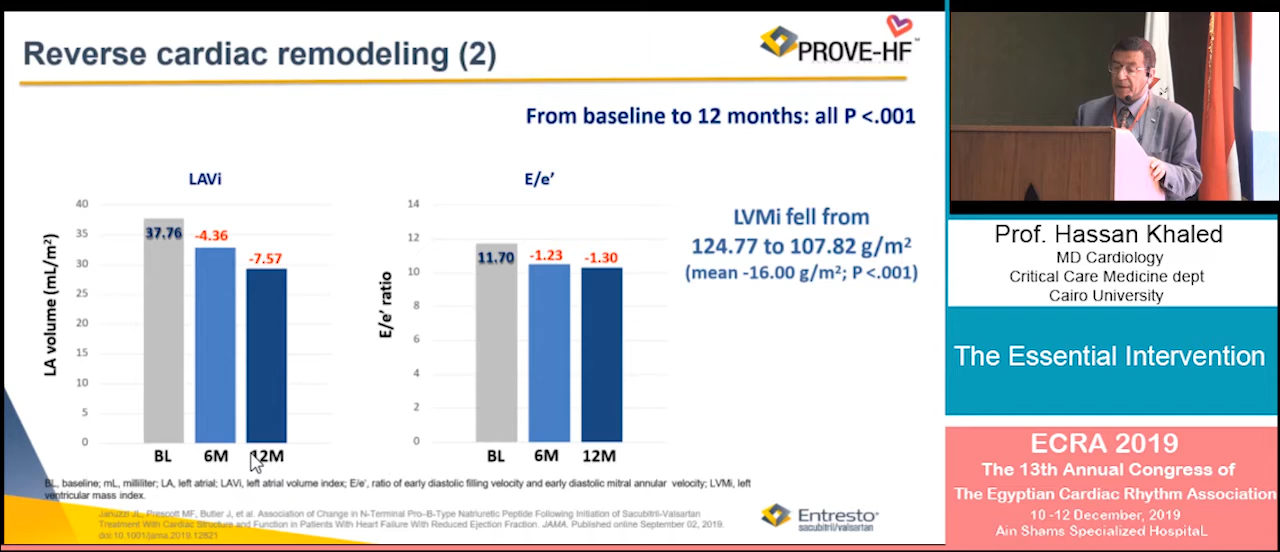 Reverse cardiac remodeling (2)
PROVE-HF™
From baseline to 12 months: all P <.001
LAVi
LA volume (mL/m²)
40
35
30
25
20
15
10
5
0
37.76
-4.36
-7.57
BL
6M
12M
E/e’
E/e’ ratio
14
12
10
8
6
4
2
0
11.70
-1.23
-1.30
BL
6M
12M
LVMi fell from
124.77 to 107.82 g/m²
(mean -16.00 g/m²; P <.001)
BL, baseline; mL, milliliter; LA, left atrial; LAVi, left atrial volume index; E/e’, ratio of early diastolic filling velocity and early diastolic mitral annular velocity; LVMi, left
ventricular mass index.
Januzzi JL, Prescott MF, Butler J, et al. Association of Change in N-Terminal Pro–B-Type Natriuretic Peptide Following Initiation of Sacubitril-Valsartan
Treatment With Cardiac Structure and Function in Patients With Heart Failure With Reduced Ejection Fraction. JAMA. Published online September 02, 2019.
doi:10.1001/jama.2019.12821
Entresto
sacubitril/valsartan
Prof. Hassan Khaled
MD Cardiology
Critical Care Medicine dept
Cairo University
The Essential Intervention
ECRA 2019
The 13th Annual Congress of
The Egyptian Cardiac Rhythm Association
10 -12 December, 2019
Ain Shams Specialized HospitaL